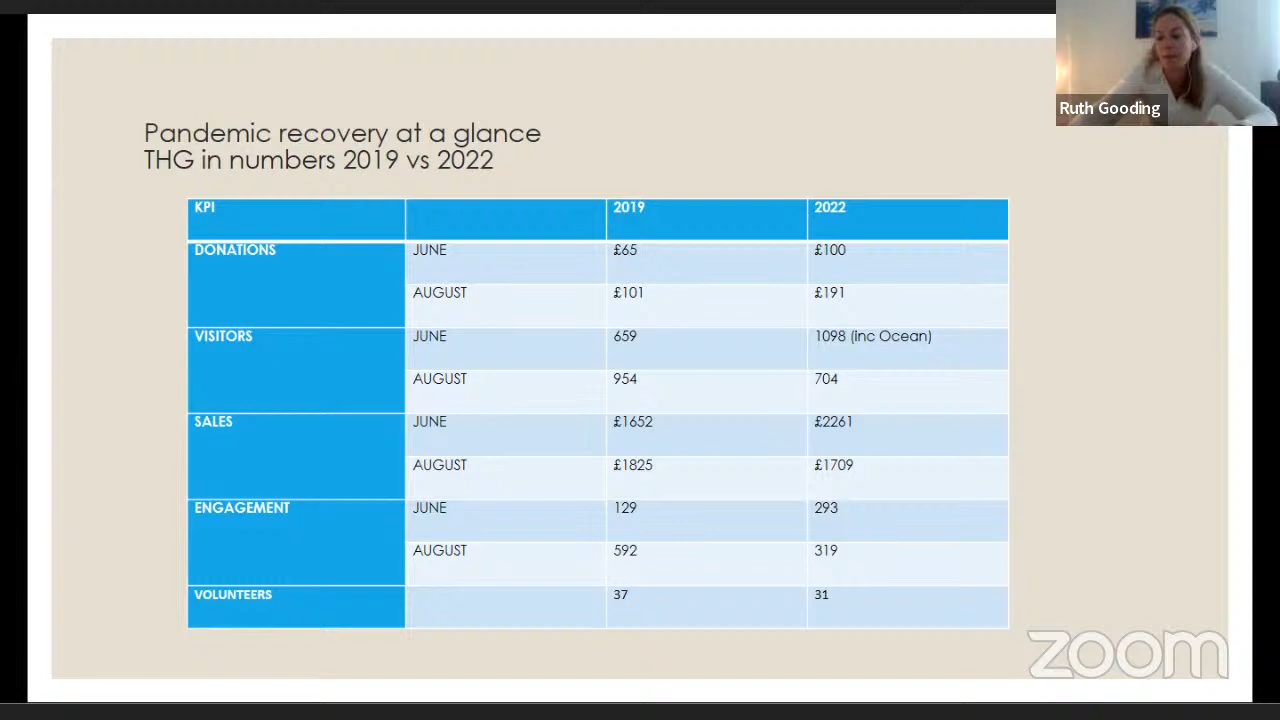 Ruth Gooding
Pandemic recovery at a glance
THG in numbers 2019 vs 2022
KPI 2019 2022
DONATIONS JUNE £65 £100
AUGUST £101 £191
VISITORS JUNE 659 1098 (inc Ocean)
AUGUST 954 704
SALES JUNE £1652 £2261
AUGUST £1825 £1709
ENGAGEMENT JUNE 129 293
AUGUST 592 319
VOLUNTEERS 37 31
zoom